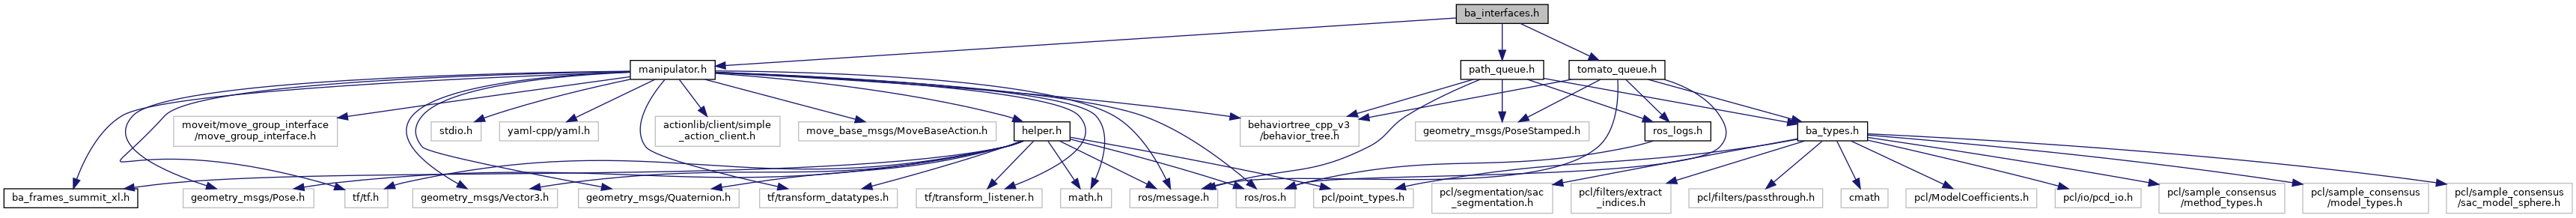 ba_interfaces.h
manipulator.h
path_queue.h
tomato_queue.h
moveit/move_group_interface
/move_group_interface.h
stdio.h
yaml-cpp/yaml.h
actionlib/client/simple
_action_client.h
move_base_msgs/MoveBaseAction.h
helper.h
behaviortree_cpp_v3
/behavior_tree.h
geometry_msgs/PoseStamped.h
ros_logs.h
ba_types.h
ba_frames_summit_xl.h
geometry_msgs/Pose.h
tf/tf.h
geometry_msgs/Vector3.h
geometry_msgs/Quaternion.h
tf/transform_datatypes.h
tf/transform_listener.h
math.h
ros/message.h
ros/ros.h
pcl/point_types.h
pcl/segmentation/sac
_segmentation.h
pcl/filters/extract
_indices.h
pcl/filters/passthrough.h
cmath
pcl/ModelCoefficients.h
pcl/io/pcd_io.h
pcl/sample_consensus
/method_types.h
pcl/sample_consensus
/model_types.h
pcl/sample_consensus
/sac_model_sphere.h